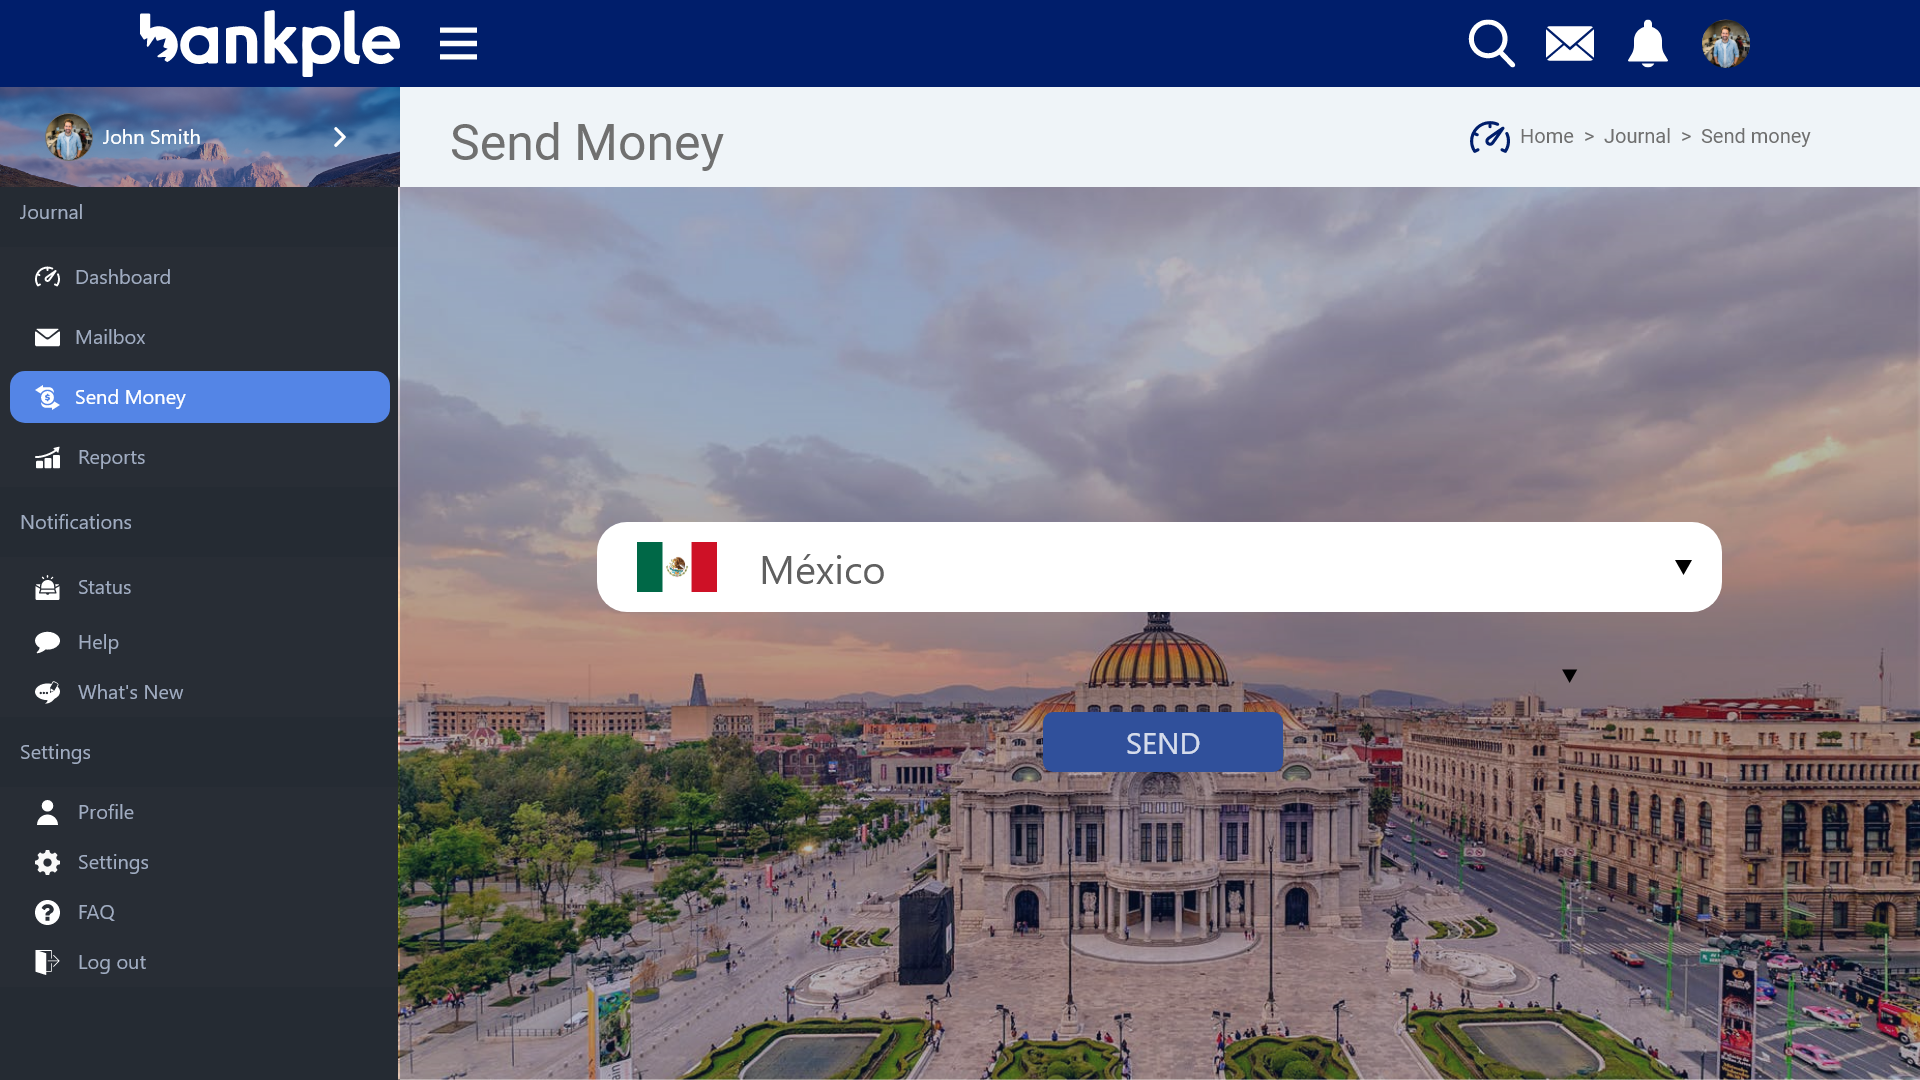 bankple
John Smith
Send Money
Home > Journal > Send money
Journal
Dashboard
Mailbox
Send Money
Reports
Notifications
Status
Help
What's New
Settings
Profile
Settings
FAQ
Log out
México
SEND